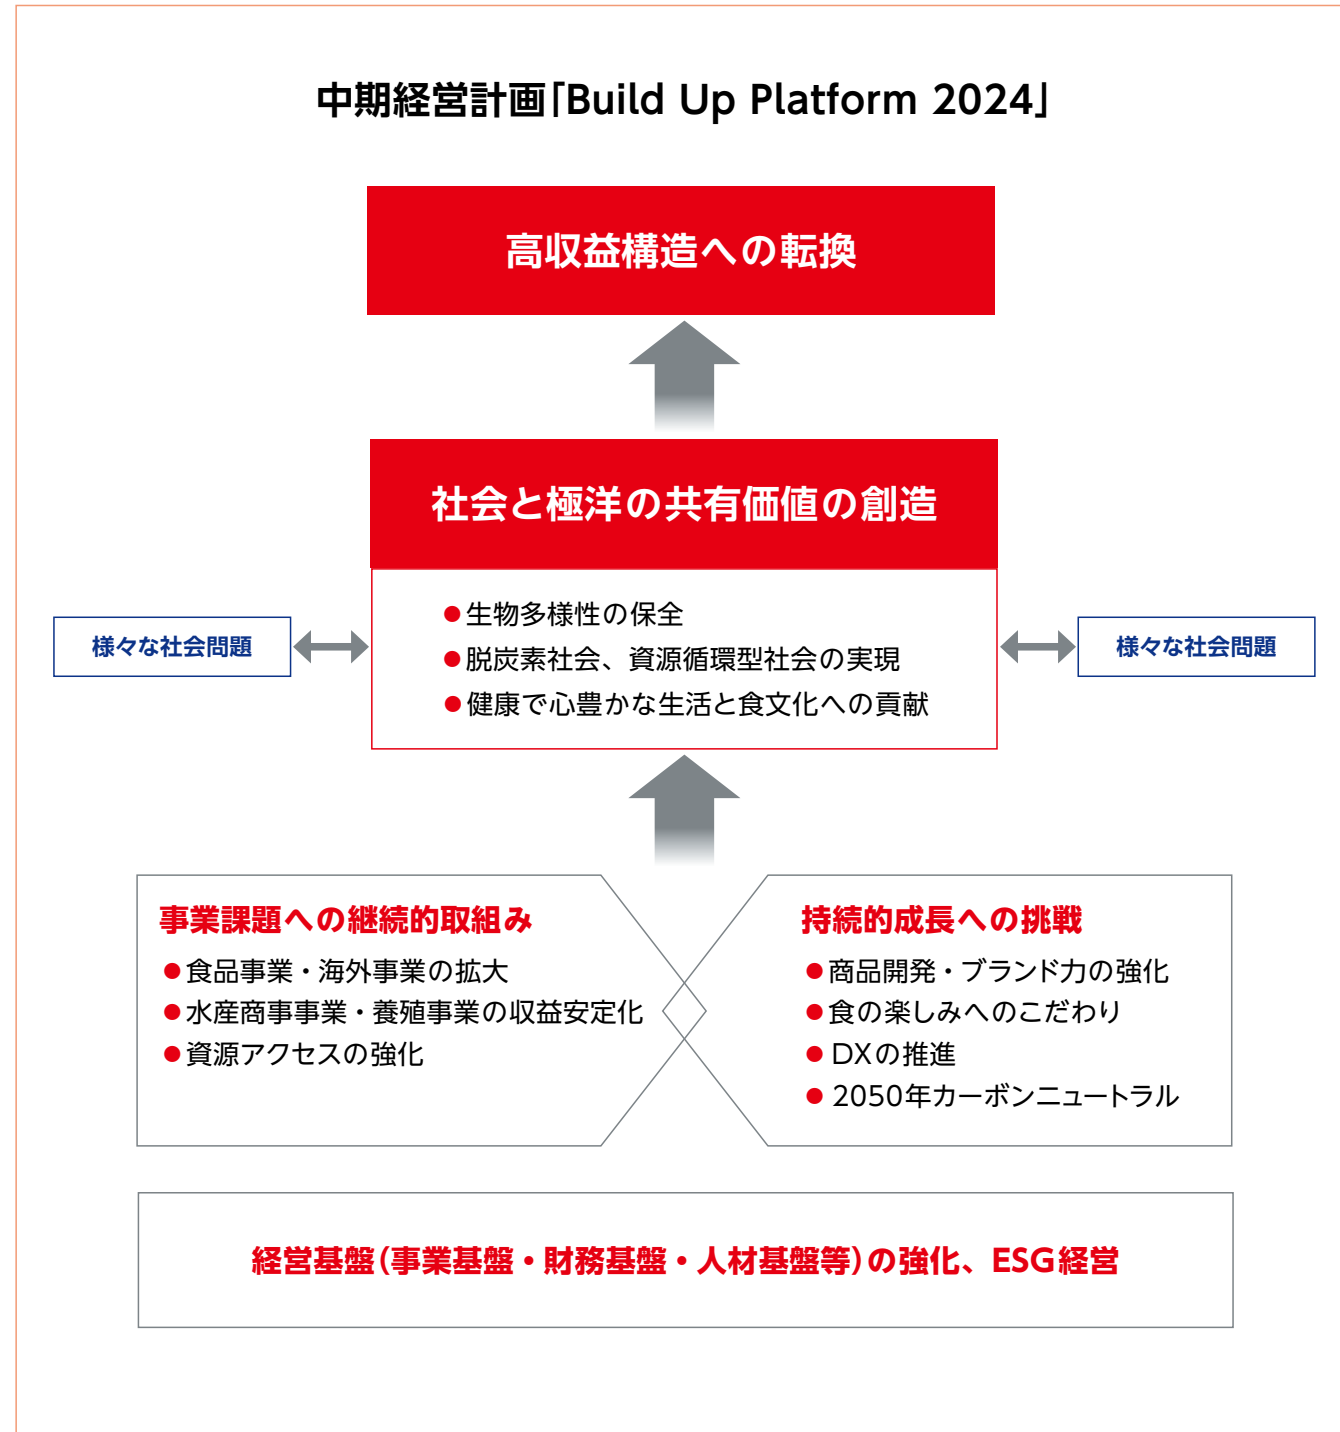 中期経営計画「Build Up Platform 2024」
高収益構造への転換
社会と極洋の共有価値の創造
●生物多様性の保全
●脱炭素社会、資源循環型社会の実現
●健康で心豊かな生活と食文化への貢献
様々な社会問題
様々な社会問題
事業課題への継続的取組み
●食品事業・海外事業の拡大
●水産商事事業・養殖事業の収益安定化
●資源アクセスの強化
持続的成長への挑戦
●商品開発・ブランド力の強化
●食の楽しみへのこだわり
●DXの推進
●2050年カーボンニュートラル
経営基盤(事業基盤・財務基盤・人材基盤等)の強化、ESG経営